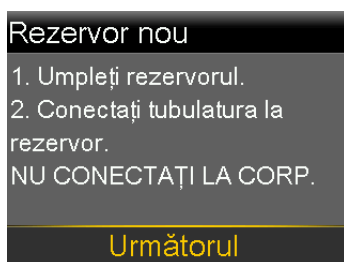 Rezervor nou
1. Umpleți rezervorul.
2. Conectați tubulatura la
rezervor.
NU CONECTAȚI LA CORP.
Următorul